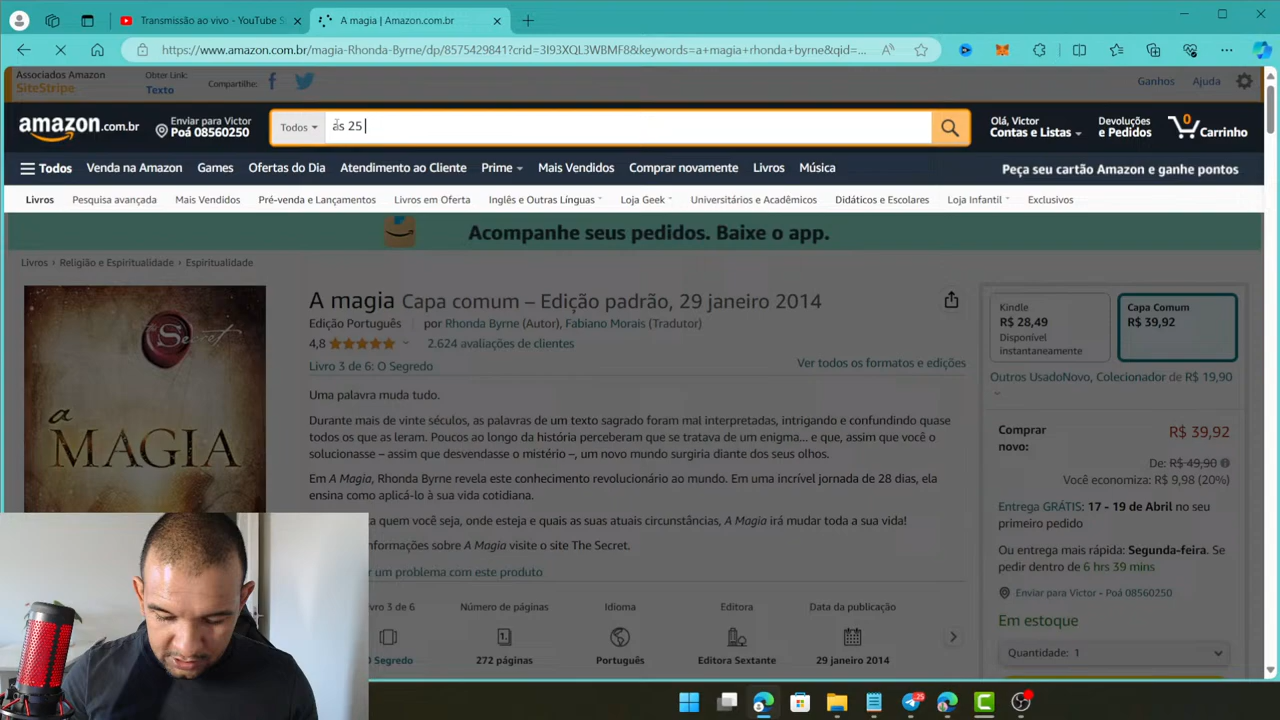 Transmissão ao vivo - YouTube S
A magia | Amazon.com.br
https://www.amazon.com.br/magia-Rhonda-Byrne/dp/8575429841?crid=3I93XQL3WBMF8&keywords=a+magia+rhonda+byrne&qid=...
Associados Amazon
SiteStripe
Obter Link:
Texto
Compartilhe:
Ganhos
Ajuda
amazon.com.br
Enviar para Victor
Poá 08560250
Todos
as 25
Olá, Victor
Contas e Listas
Devoluções
e Pedidos
0
Carrinho
Todos
Venda na Amazon
Games
Ofertas do Dia
Atendimento ao Cliente
Prime
Mais Vendidos
Comprar novamente
Livros
Música
Peça seu cartão Amazon e ganhe pontos
Livros
Pesquisa avançada
Mais Vendidos
Pré-venda e Lançamentos
Livros em Oferta
Inglês e Outras Línguas
Loja Geek
Universitários e Acadêmicos
Didáticos e Escolares
Loja Infantil
Exclusivos
Acompanhe seus pedidos. Baixe o app.
Livros › Religião e Espiritualidade › Espiritualidade
The Secret
a
MAGIA
A magia Capa comum – Edição padrão, 29 janeiro 2014
Edição Português por Rhonda Byrne (Autor), Fabiano Morais (Tradutor)
4,8
2.624 avaliações de clientes
Livro 3 de 6: O Segredo
Ver todos os formatos e edições
Uma palavra muda tudo.
Durante mais de vinte séculos, as palavras de um texto sagrado foram mal interpretadas, intrigando e confundindo quase
todos os que as leram. Poucos ao longo da história perceberam que se tratava de um enigma... e que, assim que você o
solucionasse – assim que desvendasse o mistério –, um novo mundo surgiria diante dos seus olhos.
Em A Magia, Rhonda Byrne revela este conhecimento revolucionário ao mundo. Em uma incrível jornada de 28 dias, ela
ensina como aplicá-lo à sua vida cotidiana.
quem você seja, onde esteja e quais as suas atuais circunstâncias, A Magia irá mudar toda a sua vida!
informações sobre A Magia visite o site The Secret.
um problema com este produto
3 de 6
Segredo
Número de páginas
272 páginas
Idioma
Português
Editora
Editora Sextante
Data da publicação
29 janeiro 2014
Kindle
R$ 28,49
Disponível
instantaneamente
Capa Comum
R$ 39,92
Outros UsadoNovo, Colecionador de R$ 19,90
Comprar
novo:
R$ 39,92
De: R$ 49,90
Você economiza: R$ 9,98 (20%)
Entrega GRÁTIS: 17 - 19 de Abril no seu
primeiro pedido
Ou entrega mais rápida: Segunda-feira. Se
pedir dentro de 6 hrs 39 mins
Enviar para Victor - Poá 08560250
Em estoque
Quantidade: 1
25